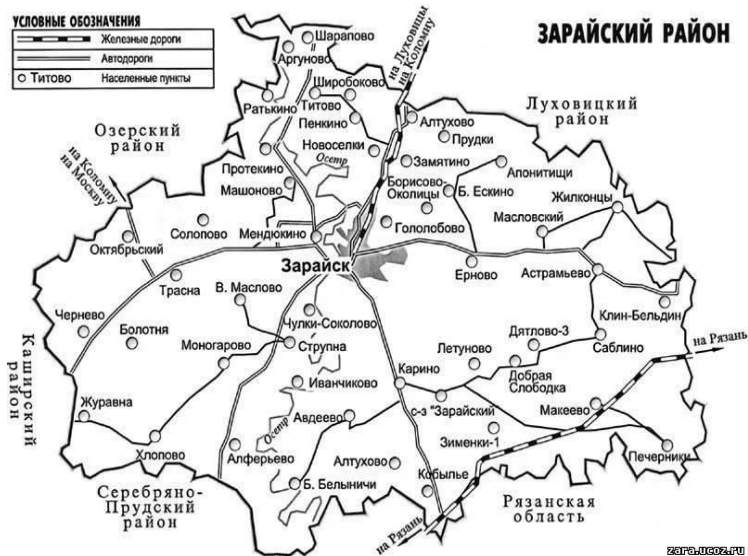 УСЛОВНЫЕ ОБОЗНАЧЕНИЯ
Железные дороги
Автодороги
Титово
Населенные пункты
ЗАРАЙСКИЙ РАЙОН
Шарапово
на Луховицы
на Коломну
Аргуново
Широбоково
Ратькино
Титово
Луховицкий
район
Пенкино
Алтухово
Озерский
район
Прудки
Новоселки
Осетр
Протекино
Замятино
Апонитищи
на Коломну
на Москву
Машоново
Борисово-
Околицы
Б. Ескино
Жилконцы
Масловский
Солопово
Мендюкино
Гололобово
Октябрьский
Зарайск
Ерново
Астрамьево
Трасна
В. Маслово
Клин-Бельдин
Чернево
Чулки-Соколово
Болотня
Дятлово-3
на Рязань
Моногарово
Струпна
Летуново
Саблино
Каширский
район
Карино
Добрая
Слободка
Иванчиково
Журавна
Авдеево
с-з "Зарайский
Макеево
Осетр
Зименки-1
Хлопово
Алферьево
Алтухово
Печерники
Серебряно-
Прудский
район
Б. Белыничи
Кобылье
Рязанская
область
на Рязань
zara.ucoz.ru